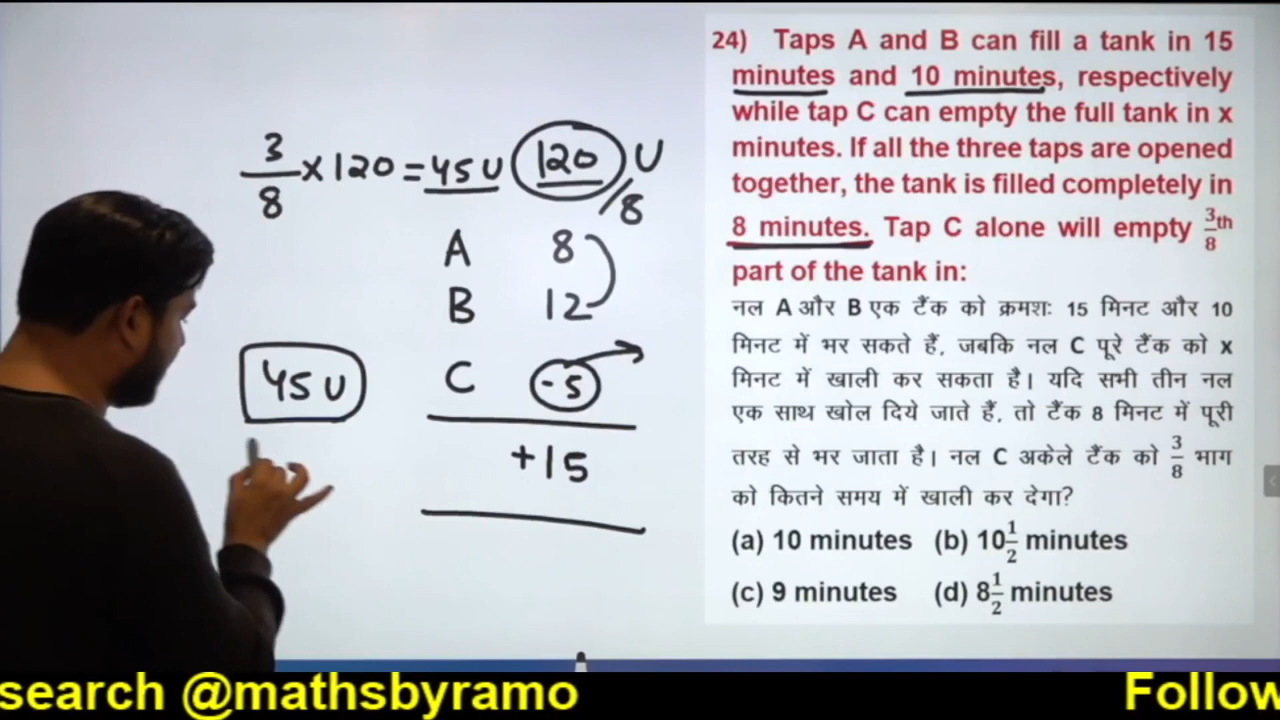 3/8 x 120 = 45 U 120 U
/8
A 8
B 12
C -5
45 U
+15
24) Taps A and B can fill a tank in 15
minutes and 10 minutes, respectively
while tap C can empty the full tank in x
minutes. If all the three taps are opened
together, the tank is filled completely in
8 minutes. Tap C alone will empty 3/8 th
part of the tank in:
नल A और B एक टैंक को क्रमशः 15 मिनट और 10
मिनट में भर सकते हैं, जबकि नल C पूरे टैंक को x
मिनट में खाली कर सकता है। यदि सभी तीन नल
एक साथ खोल दिये जाते हैं, तो टैंक 8 मिनट में पूरी
तरह से भर जाता है। नल C अकेले टैंक को 3/8 भाग
को कितने समय में खाली कर देगा?
(a) 10 minutes (b) 10 1/2 minutes
(c) 9 minutes (d) 8 1/2 minutes
search @mathsbyramo
Follow